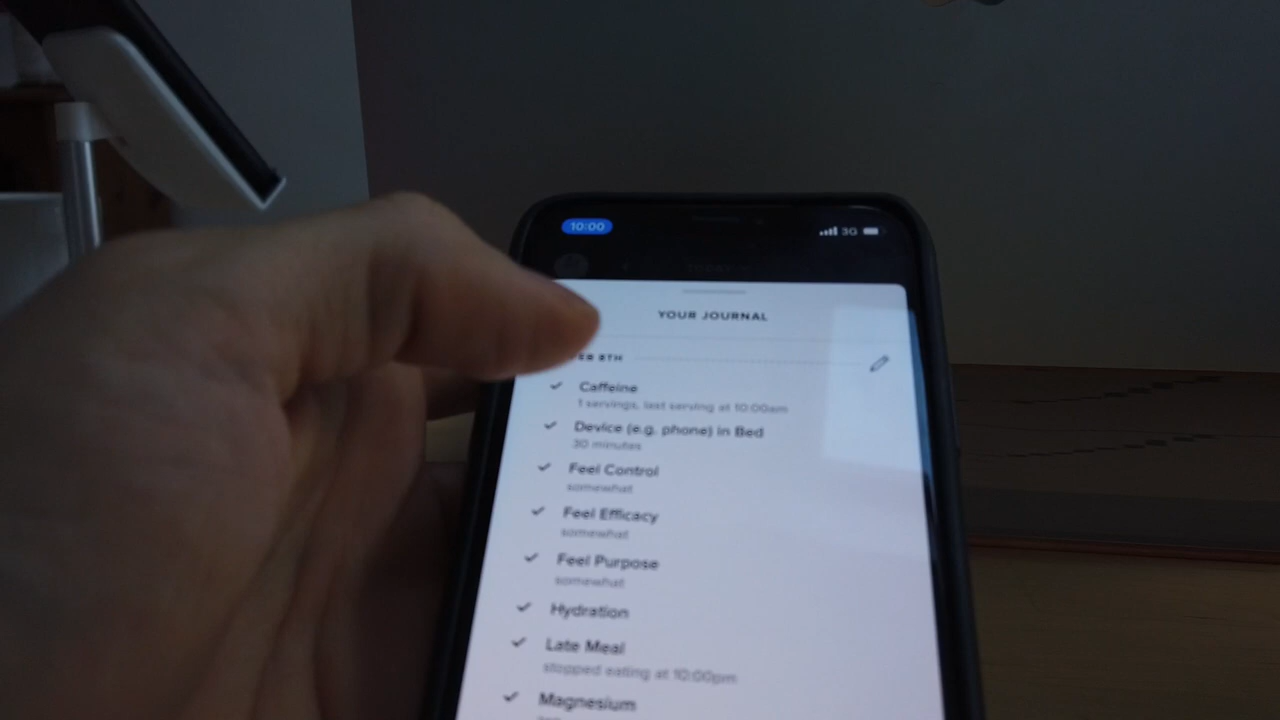 10:00
3G
YOUR JOURNAL
8TH
Caffeine
1 servings, last serving at 10:00am
Device (e.g. phone) in Bed
30 minutes
Feel Control
somewhat
Feel Efficacy
somewhat
Feel Purpose
somewhat
Hydration
Late Meal
stopped eating at 10:00pm
Magnesium